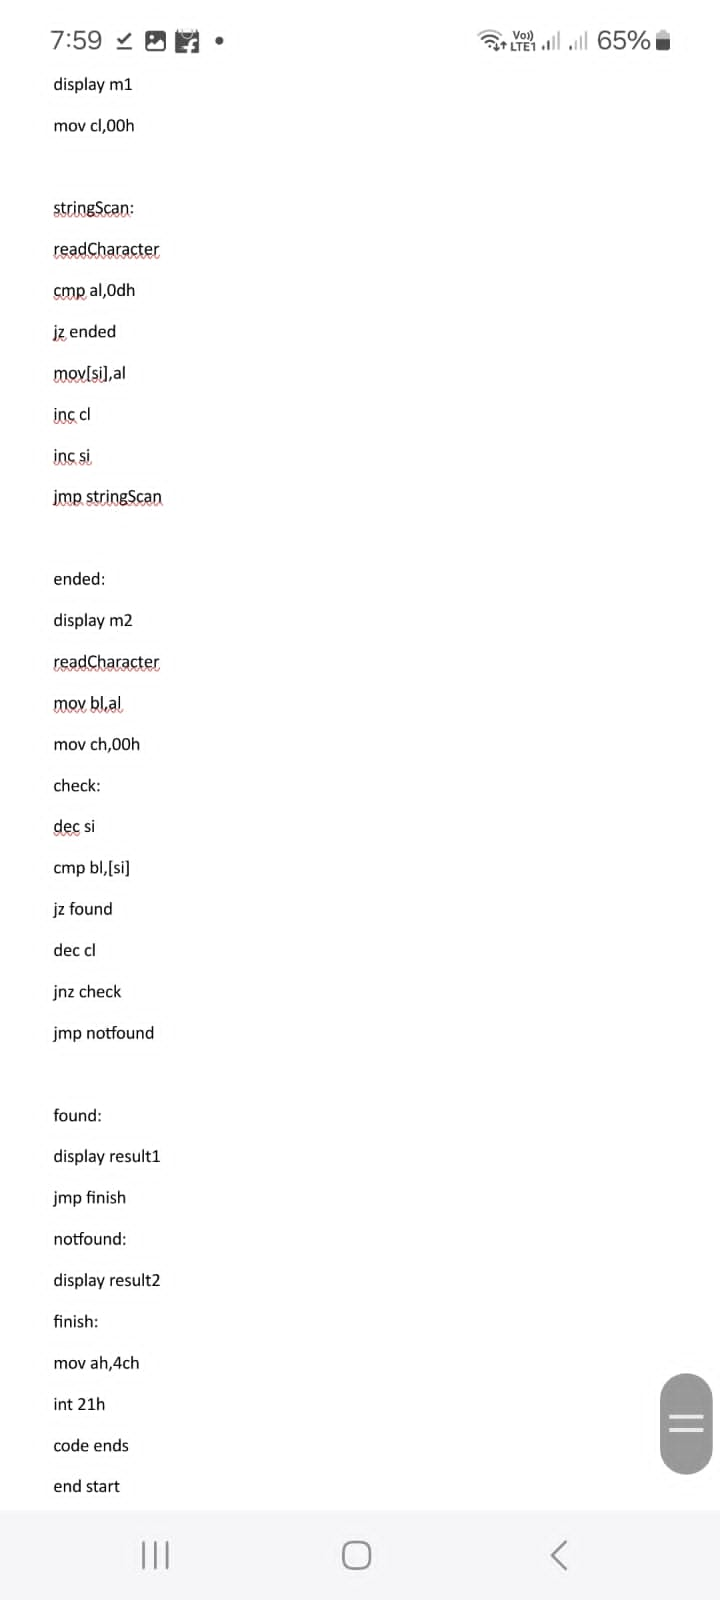 7:59
Vo)) LTE1 65%
display m1
mov cl,00h
stringScan:
readCharacter
cmp al,0dh
jz ended
mov[si],al
inc cl
inc si
jmp stringScan
ended:
display m2
readCharacter
mov bl,al
mov ch,00h
check:
dec si
cmp bl,[si]
jz found
dec cl
jnz check
jmp notfound
found:
display result1
jmp finish
notfound:
display result2
finish:
mov ah,4ch
int 21h
code ends
end start